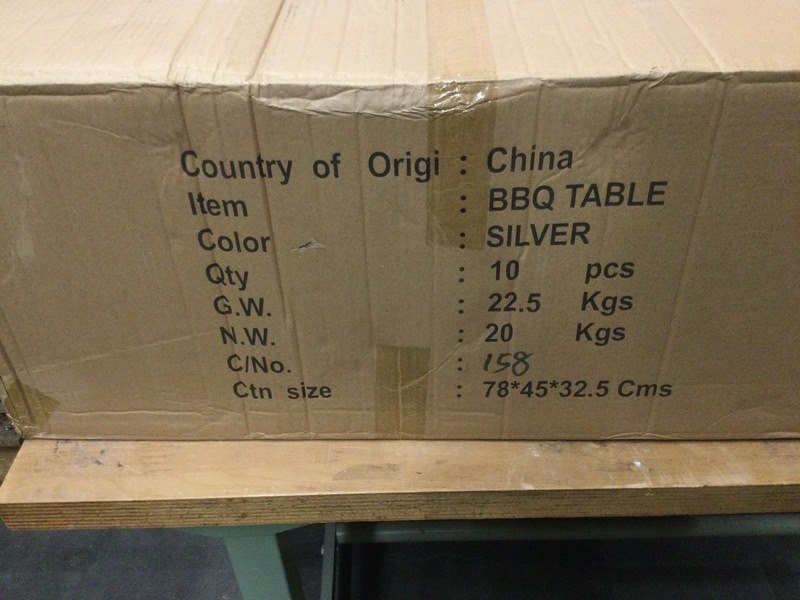 Country of Origi : China
Item : BBQ TABLE
Color : SILVER
Qty : 10 pcs
G.W. : 22.5 Kgs
N.W. : 20 Kgs
C/No. : 158
Ctn size : 78*45*32.5 Cms